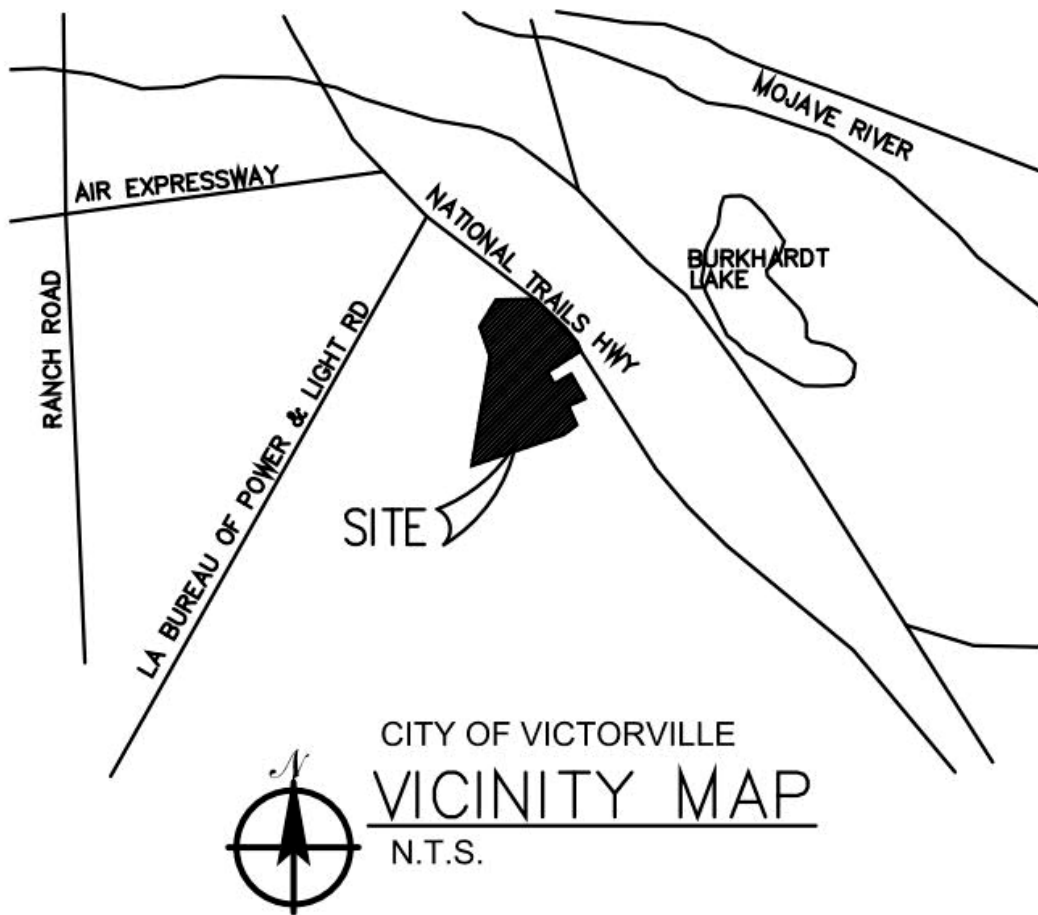 MOJAVE RIVER
AIR EXPRESSWAY
NATIONAL TRAILS HWY
BURKHARDT
LAKE
RANCH ROAD
LA BUREAU OF POWER & LIGHT RD
SITE
CITY OF VICTORVILLE
N
VICINITY MAP
N.T.S.